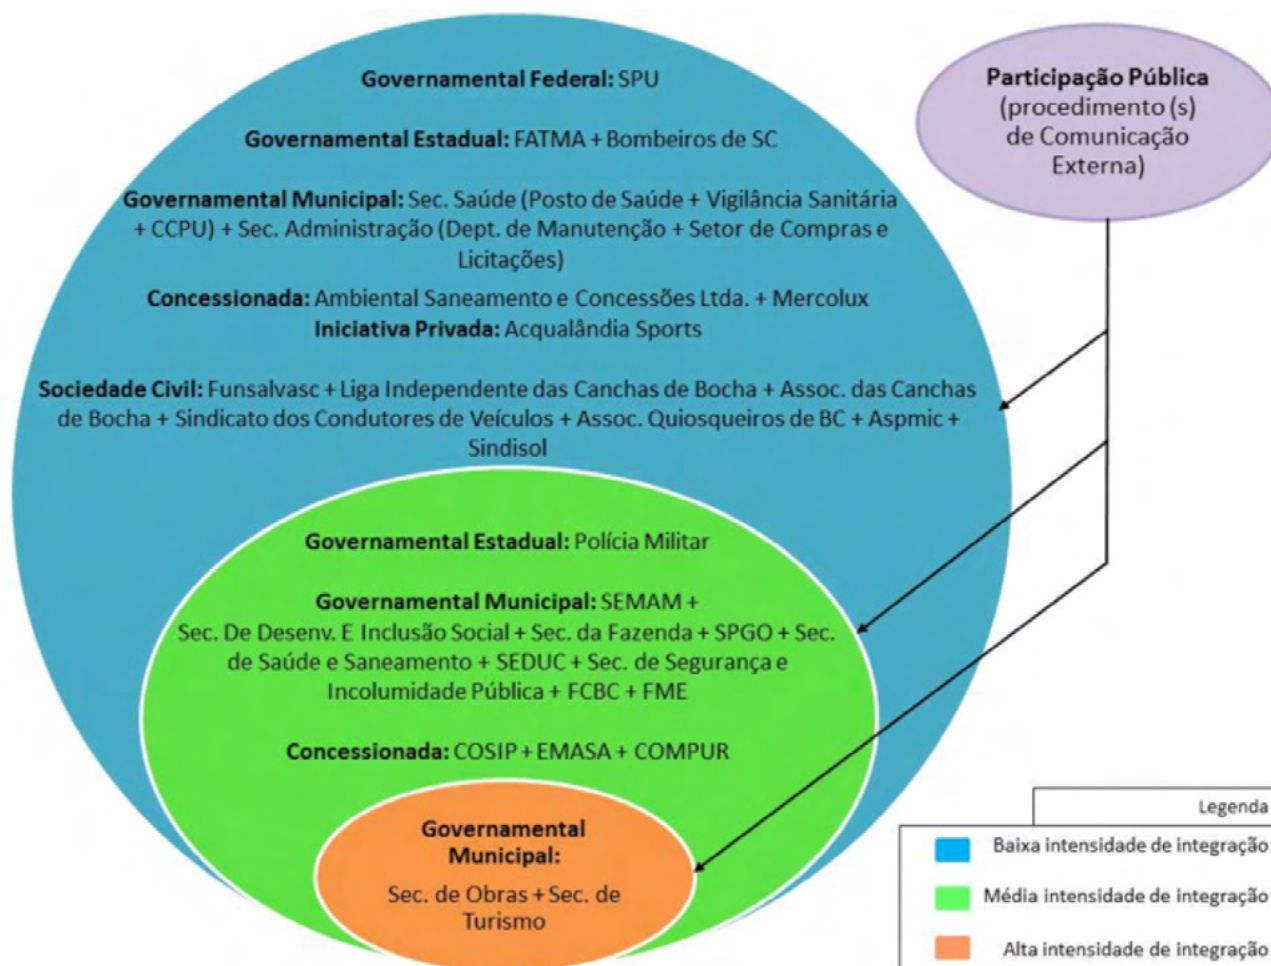 Governamental Federal: SPU
Governamental Estadual: FATMA + Bombeiros de SC
Governamental Municipal: Sec. Saúde (Posto de Saúde + Vigilância Sanitária
+ CCPU) + Sec. Administração (Dept. de Manutenção + Setor de Compras e
Licitações)
Concessionada: Ambiental Saneamento e Concessões Ltda. + Mercolux
Iniciativa Privada: Acqualândia Sports
Sociedade Civil: Funsalvasc + Liga Independente das Canchas de Bocha + Assoc. das Canchas
de Bocha + Sindicato dos Condutores de Veículos + Assoc. Quiosqueiros de BC + Aspmic +
Sindisol
Governamental Estadual: Polícia Militar
Governamental Municipal: SEMAM +
Sec. De Desenv. E Inclusão Social + Sec. da Fazenda + SPGO + Sec.
de Saúde e Saneamento + SEDUC + Sec. de Segurança e
Incolumidade Pública + FCBC + FME
Concessionada: COSIP + EMASA + COMPUR
Governamental
Municipal:
Sec. de Obras + Sec. de
Turismo
Participação Pública
(procedimento (s)
de Comunicação
Externa)
Legenda
Baixa intensidade de integração
Média intensidade de integração
Alta intensidade de integração